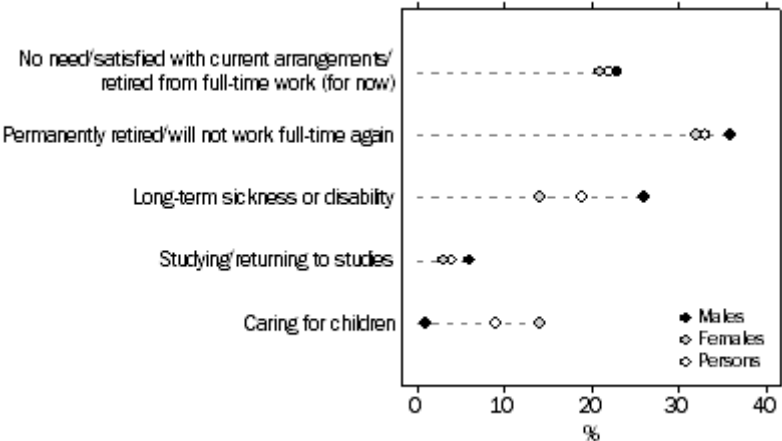 No need/satisfied with current arrangements/
retired from full-time work (for now)
Permanently retired/will not work full-time again
Long-term sickness or disability
Studying/returning to studies
Caring for children
Males
Females
Persons
0 10 20 30 40
%